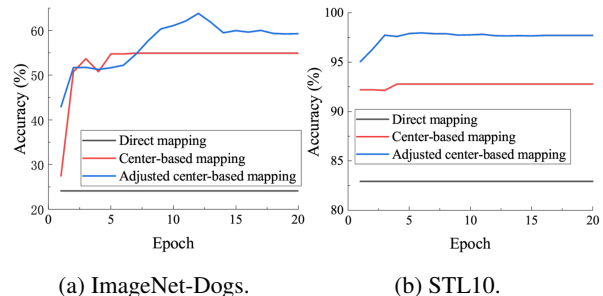 60
50
40
30
20
0
5
10
15
20
Accuracy (%)
Epoch
Direct mapping
Center-based mapping
Adjusted center-based mapping
(a) ImageNet-Dogs.
100
95
90
85
80
0
5
10
15
20
Accuracy (%)
Epoch
Direct mapping
Center-based mapping
Adjusted center-based mapping
(b) STL10.